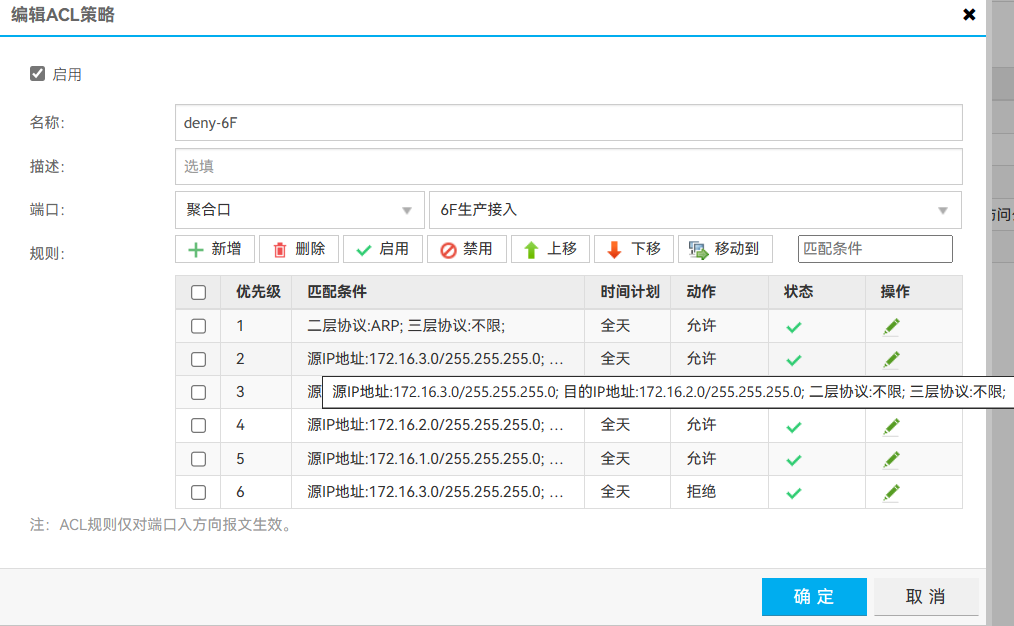 编辑ACL策略
启用
名称: deny-6F
描述: 选填
端口: 聚合口 6F生产接入
规则: 新增 删除 启用 禁用 上移 下移 移动到 匹配条件
优先级 匹配条件 时间计划 动作 状态 操作
1 二层协议:ARP; 三层协议:不限; 全天 允许
2 源IP地址:172.16.3.0/255.255.255.0; ... 全天 允许
3 源 源IP地址:172.16.3.0/255.255.255.0; 目的IP地址:172.16.2.0/255.255.255.0; 二层协议:不限; 三层协议:不限;
4 源IP地址:172.16.2.0/255.255.255.0; ... 全天 允许
5 源IP地址:172.16.1.0/255.255.255.0; ... 全天 允许
6 源IP地址:172.16.3.0/255.255.255.0; ... 全天 拒绝
注：ACL规则仅对端口入方向报文生效。
确 定 取 消